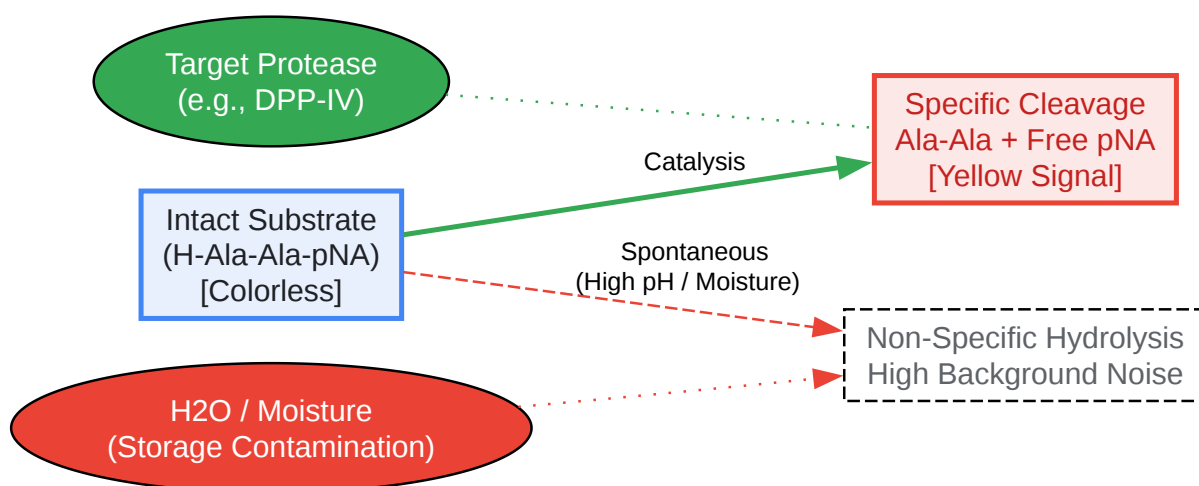 Target Protease
(e.g., DPP-IV)
Specific Cleavage
Ala-Ala + Free pNA
[Yellow Signal]
Catalysis
Intact Substrate
(H-Ala-Ala-pNA)
[Colorless]
Spontaneous
(High pH / Moisture)
Non-Specific Hydrolysis
High Background Noise
H2O / Moisture
(Storage Contamination)